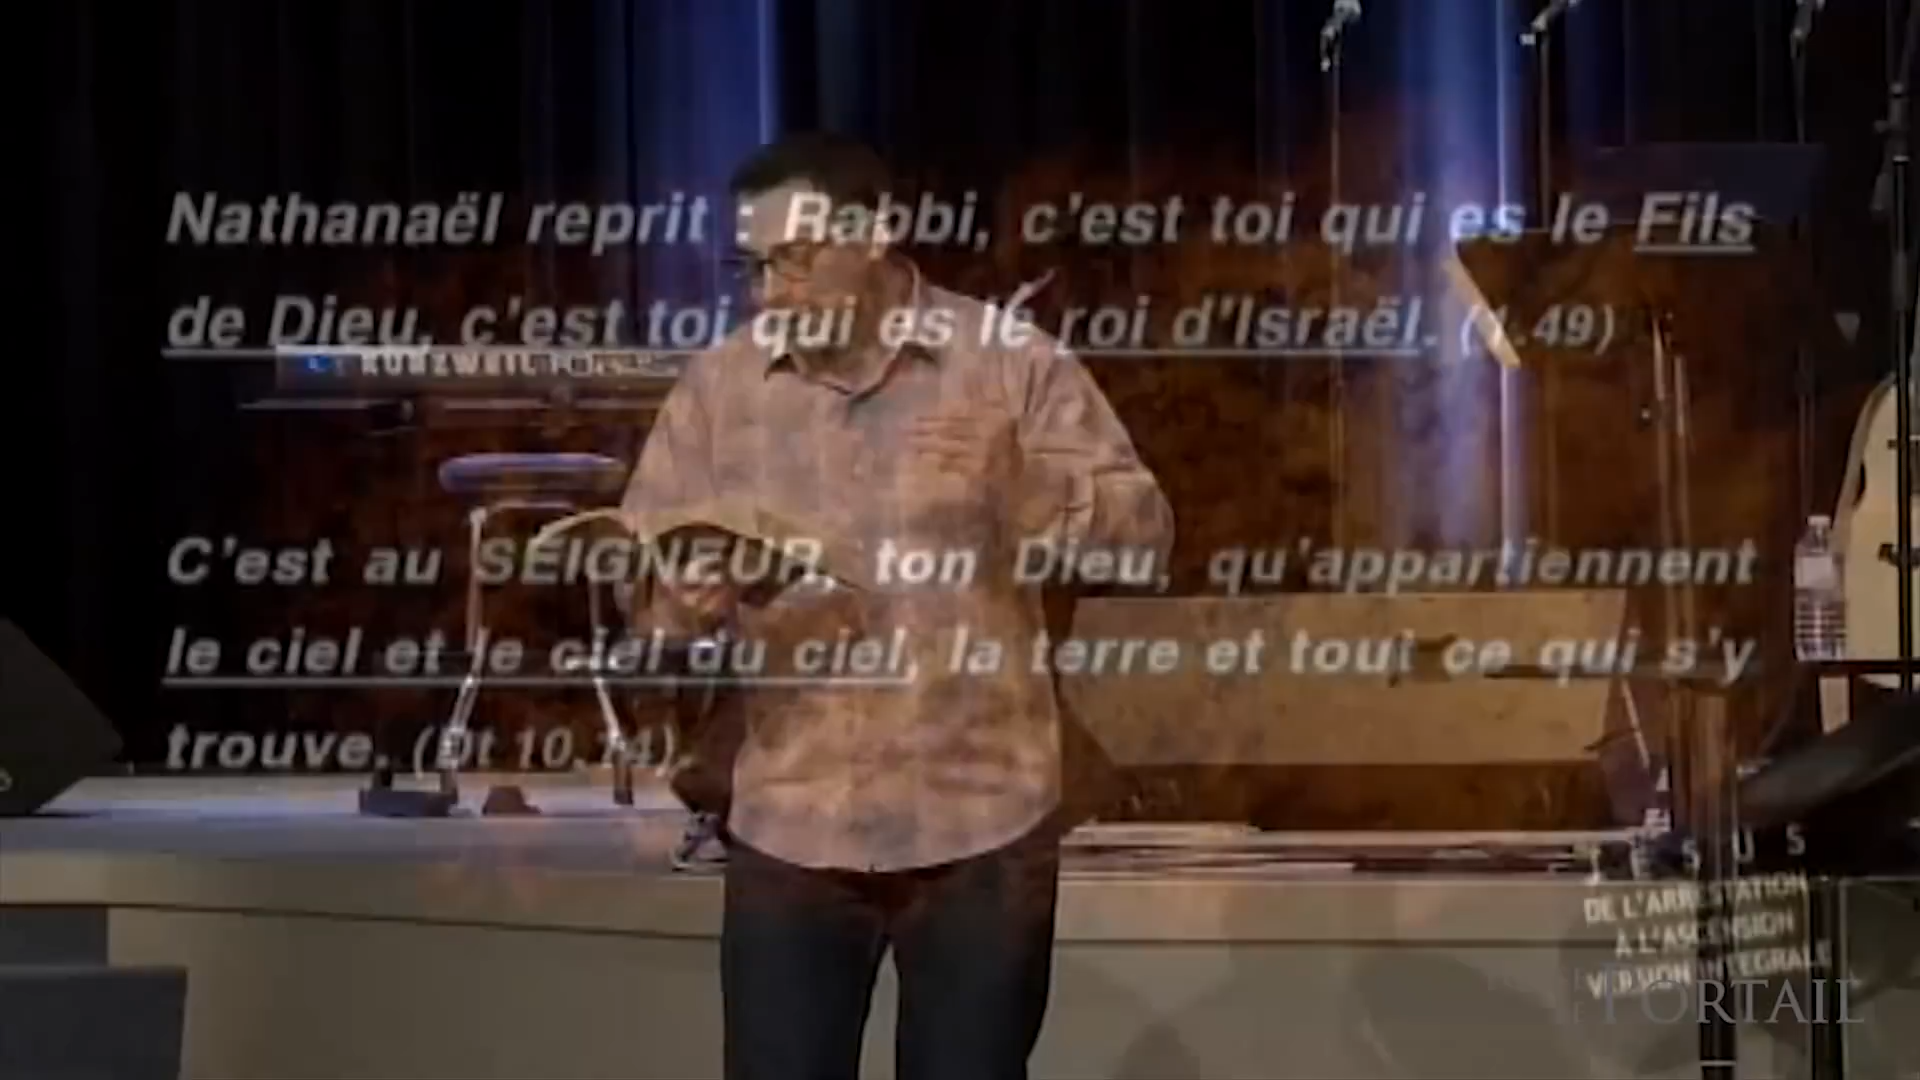 Nathanaël reprit : Rabbi, c'est toi qui es le Fils
de Dieu, c'est toi qui es le roi d'Israël. (1.49)
KURZWEIL
C'est au SEIGNEUR, ton Dieu, qu'appartiennent
le ciel et le ciel du ciel, la terre et tout ce qui s'y
trouve. (Dt 10.14)
JESUS
DE L'ARRESTATION
À L'ASCENSION
VERSION INTÉGRALE
PORTAIL